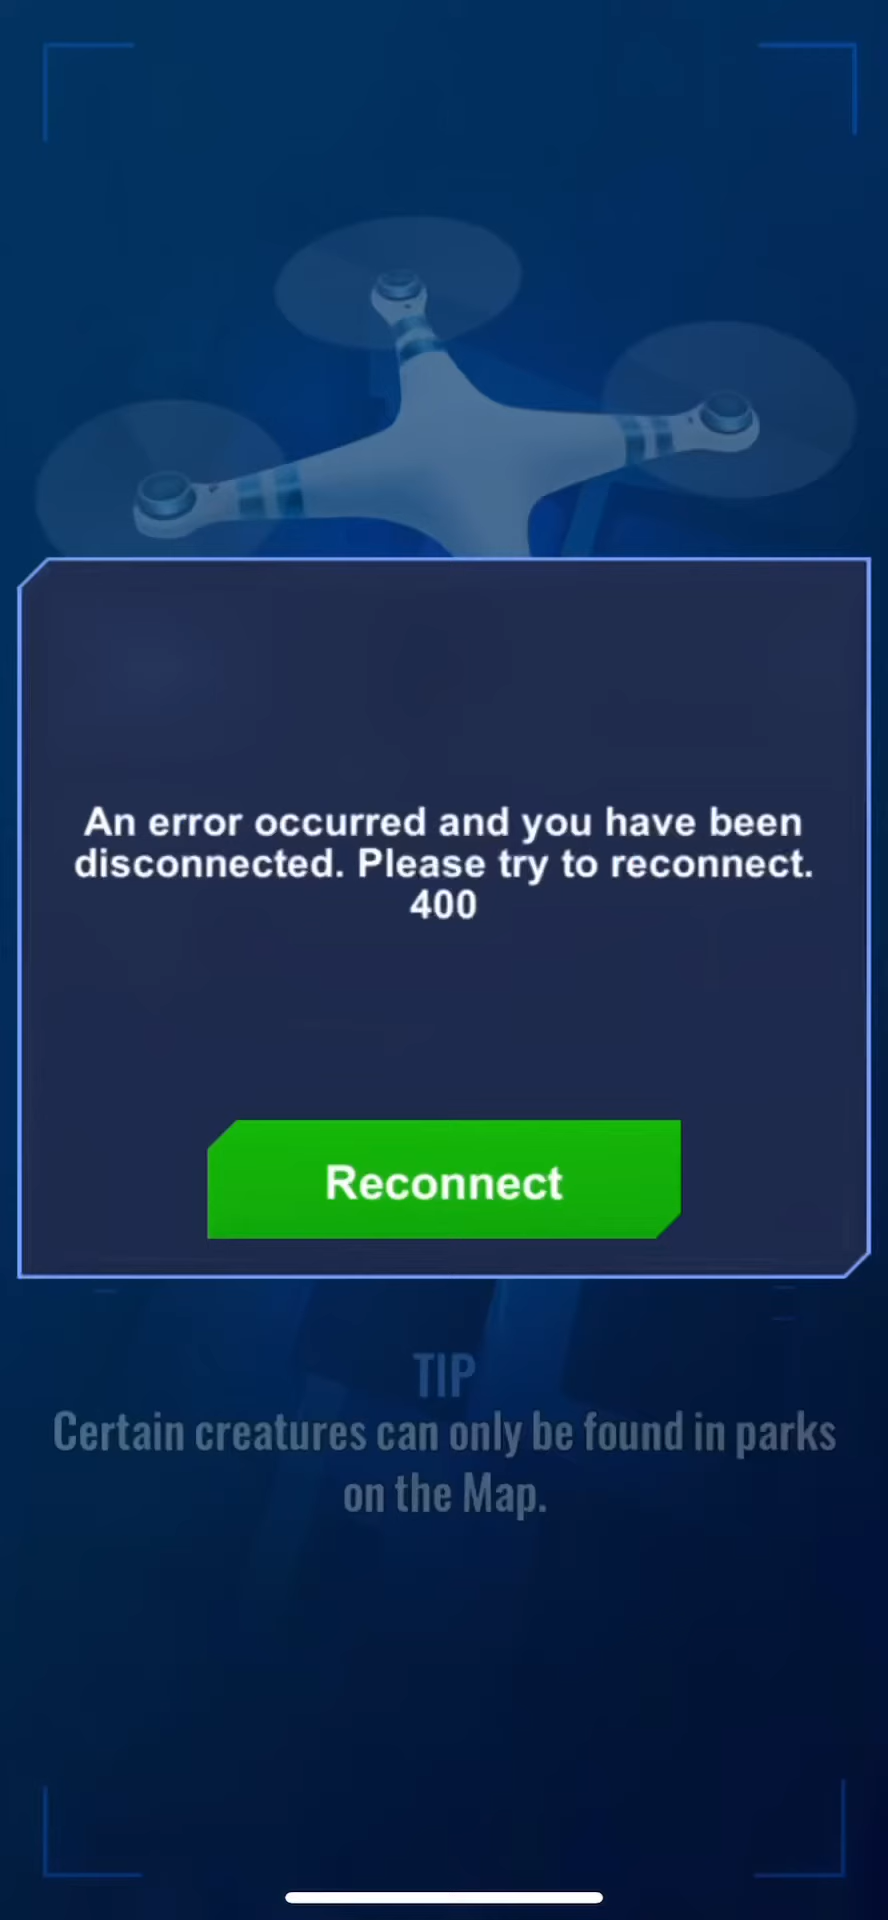 An error occurred and you have been
disconnected. Please try to reconnect.
400
Reconnect
TIP
Certain creatures can only be found in parks
on the Map.